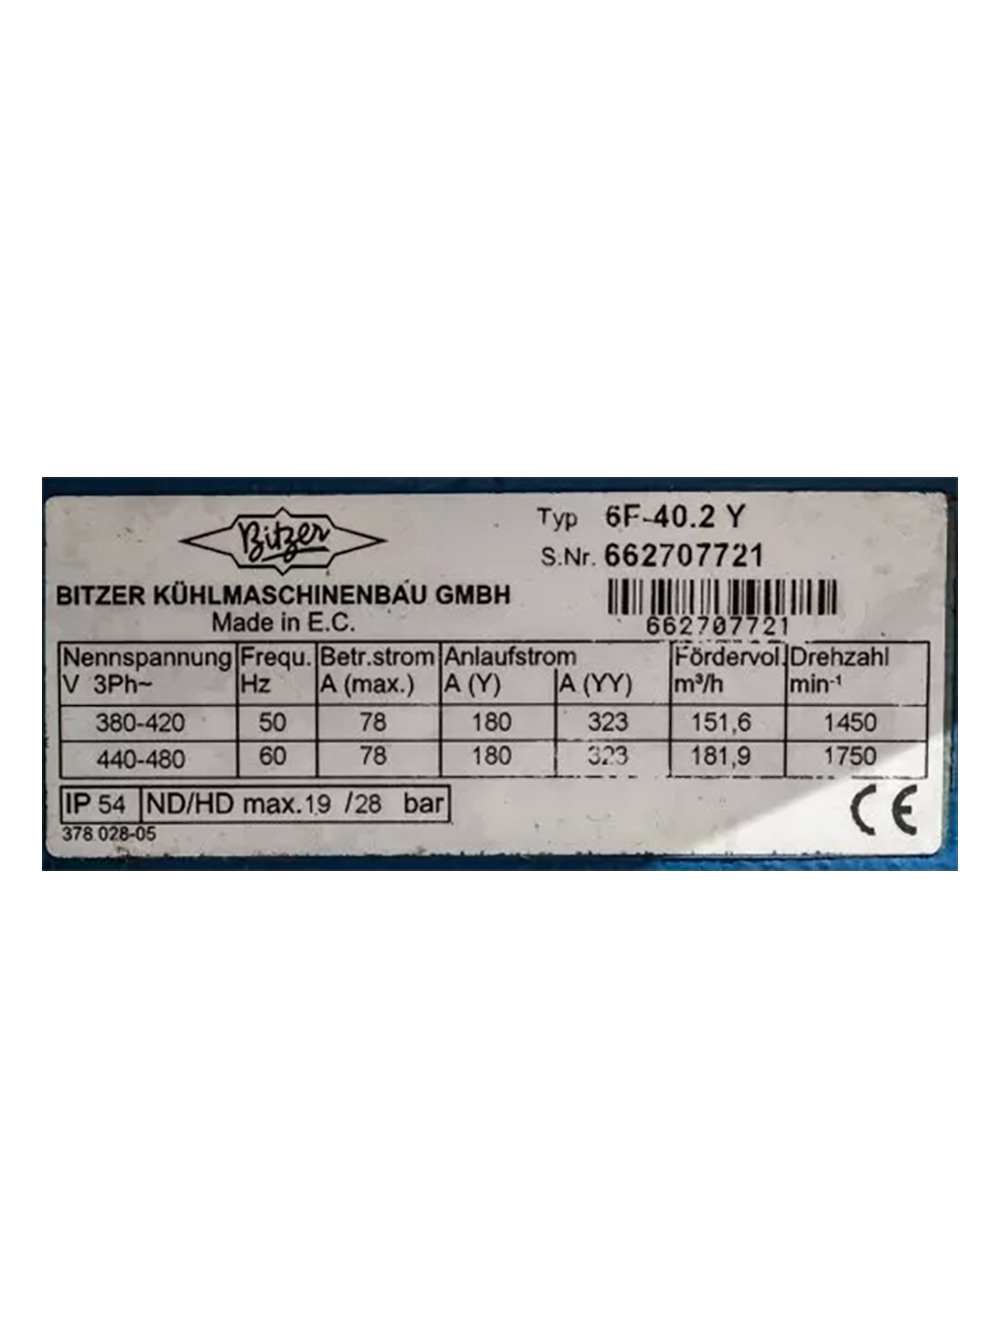 Bitzer
BITZER KÜHLMASCHINENBAU GMBH
Made in E.C.
Typ 6F-40.2 Y
S.Nr. 662707721
662707721
Nennspannung Frequ. Betr.strom Anlaufstrom Fördervol. Drehzahl
V 3Ph~ Hz A (max.) A (Y) A (YY) m³/h min-¹
380-420 50 78 180 323 151,6 1450
440-480 60 78 180 323 181,9 1750
IP 54 ND/HD max.19 /28 bar
378 028-05
CE